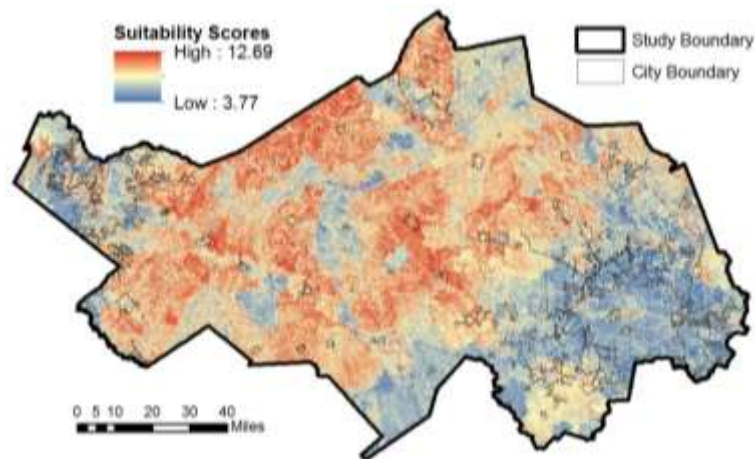 Suitability Scores
High : 12.69
Low : 3.77
Study Boundary
City Boundary
0 5 10 20 30 40
Miles